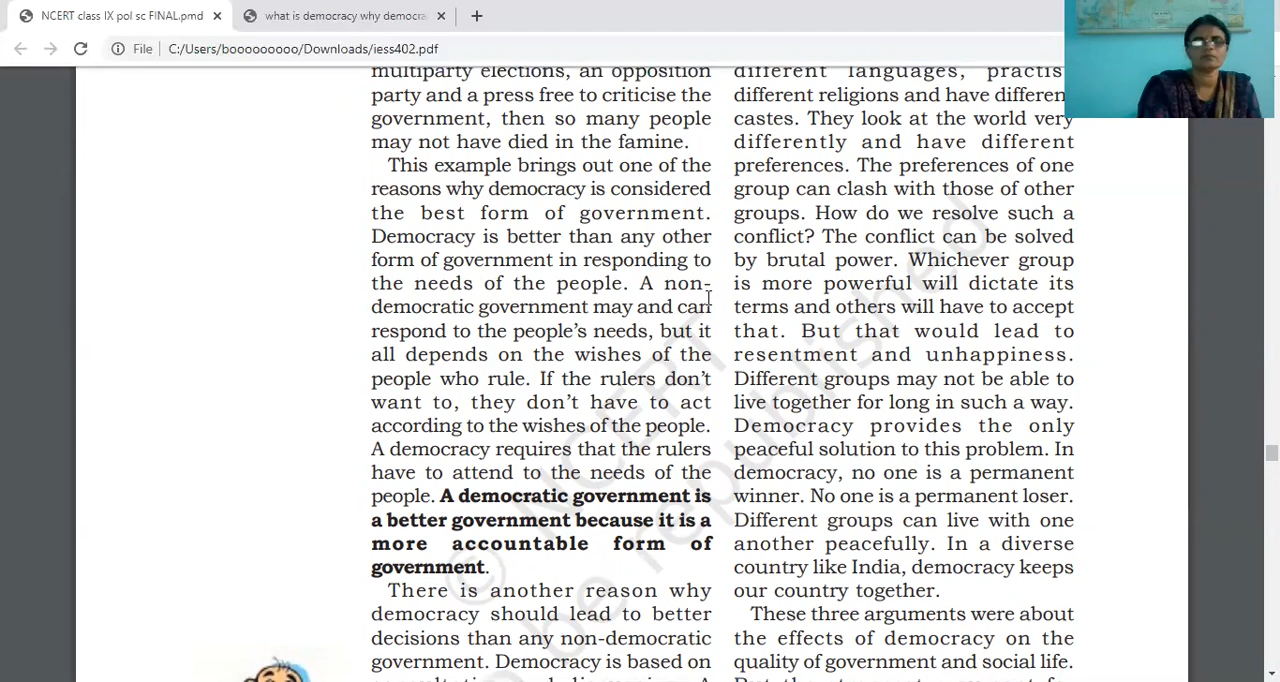 NCERT class IX pol sc FINAL.pmd
what is democracy why democra
File
C:/Users/booooooooo/Downloads/iess402.pdf
multiparty elections, an opposition
party and a press free to criticise the
government, then so many people
may not have died in the famine.
This example brings out one of the
reasons why democracy is considered
the best form of government.
Democracy is better than any other
form of government in responding to
the needs of the people. A non-
democratic government may and can
respond to the people's needs, but it
all depends on the wishes of the
people who rule. If the rulers don't
want to, they don't have to act
according to the wishes of the people.
A democracy requires that the rulers
have to attend to the needs of the
people. A democratic government is
a better government because it is a
more accountable form of
government.
There is another reason why
democracy should lead to better
decisions than any non-democratic
government. Democracy is based on
different languages, practis
different religions and have differen
castes. They look at the world very
differently and have different
preferences. The preferences of one
group can clash with those of other
groups. How do we resolve such a
conflict? The conflict can be solved
by brutal power. Whichever group
is more powerful will dictate its
terms and others will have to accept
that. But that would lead to
resentment and unhappiness.
Different groups may not be able to
live together for long in such a way.
Democracy provides the only
peaceful solution to this problem. In
democracy, no one is a permanent
winner. No one is a permanent loser.
Different groups can live with one
another peacefully. In a diverse
country like India, democracy keeps
our country together.
These three arguments were about
the effects of democracy on the
quality of government and social life.
© NCERT
be republished